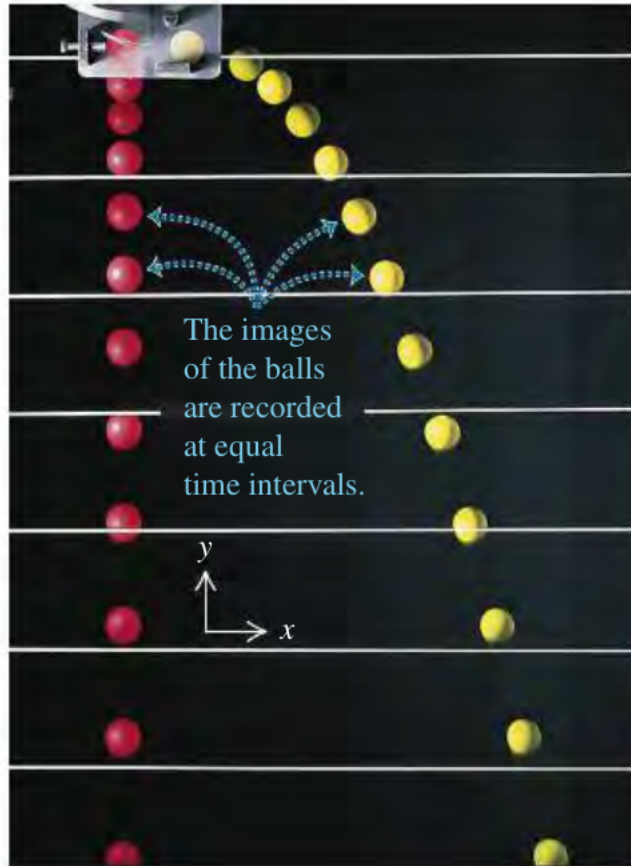 The images
of the balls
are recorded
at equal
time intervals.
y
x